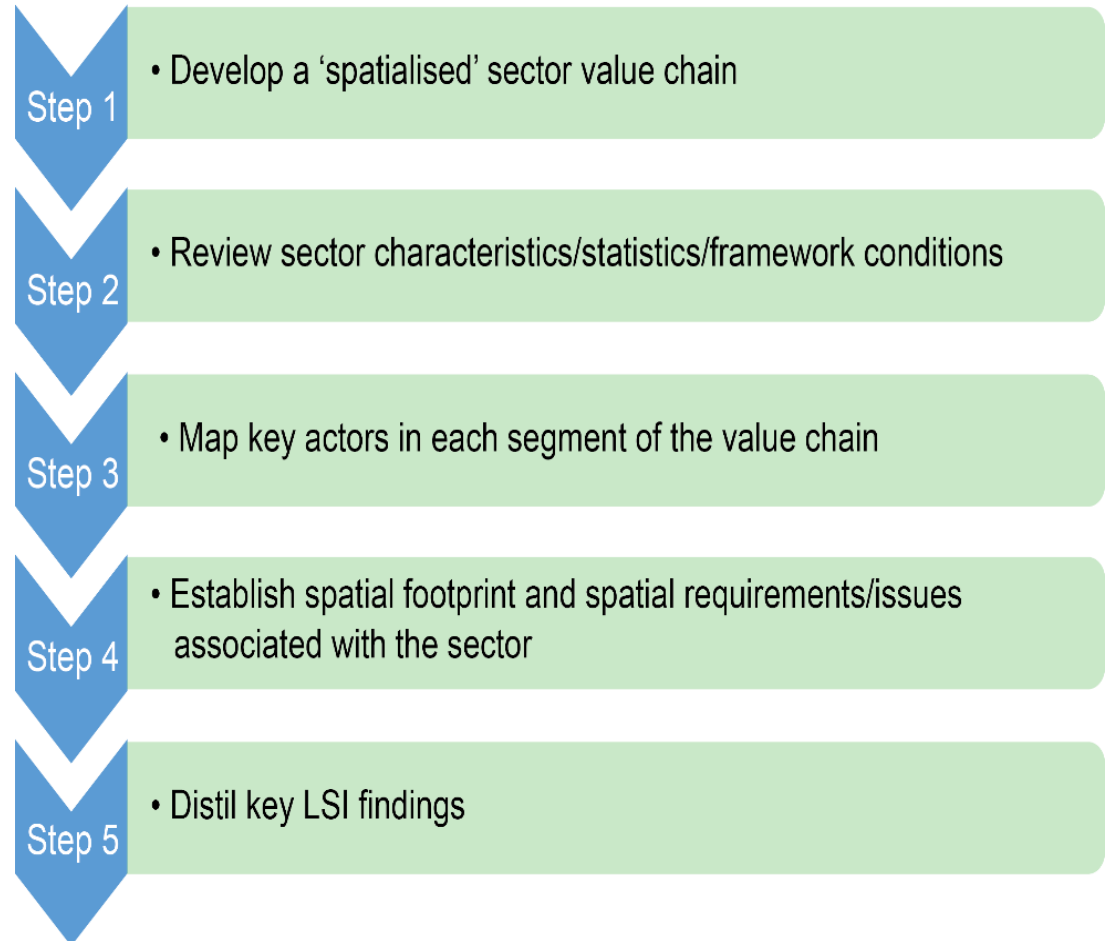 Step 1
• Develop a ‘spatialised’ sector value chain
Step 2
• Review sector characteristics/statistics/framework conditions
Step 3
• Map key actors in each segment of the value chain
Step 4
• Establish spatial footprint and spatial requirements/issues
associated with the sector
Step 5
• Distil key LSI findings